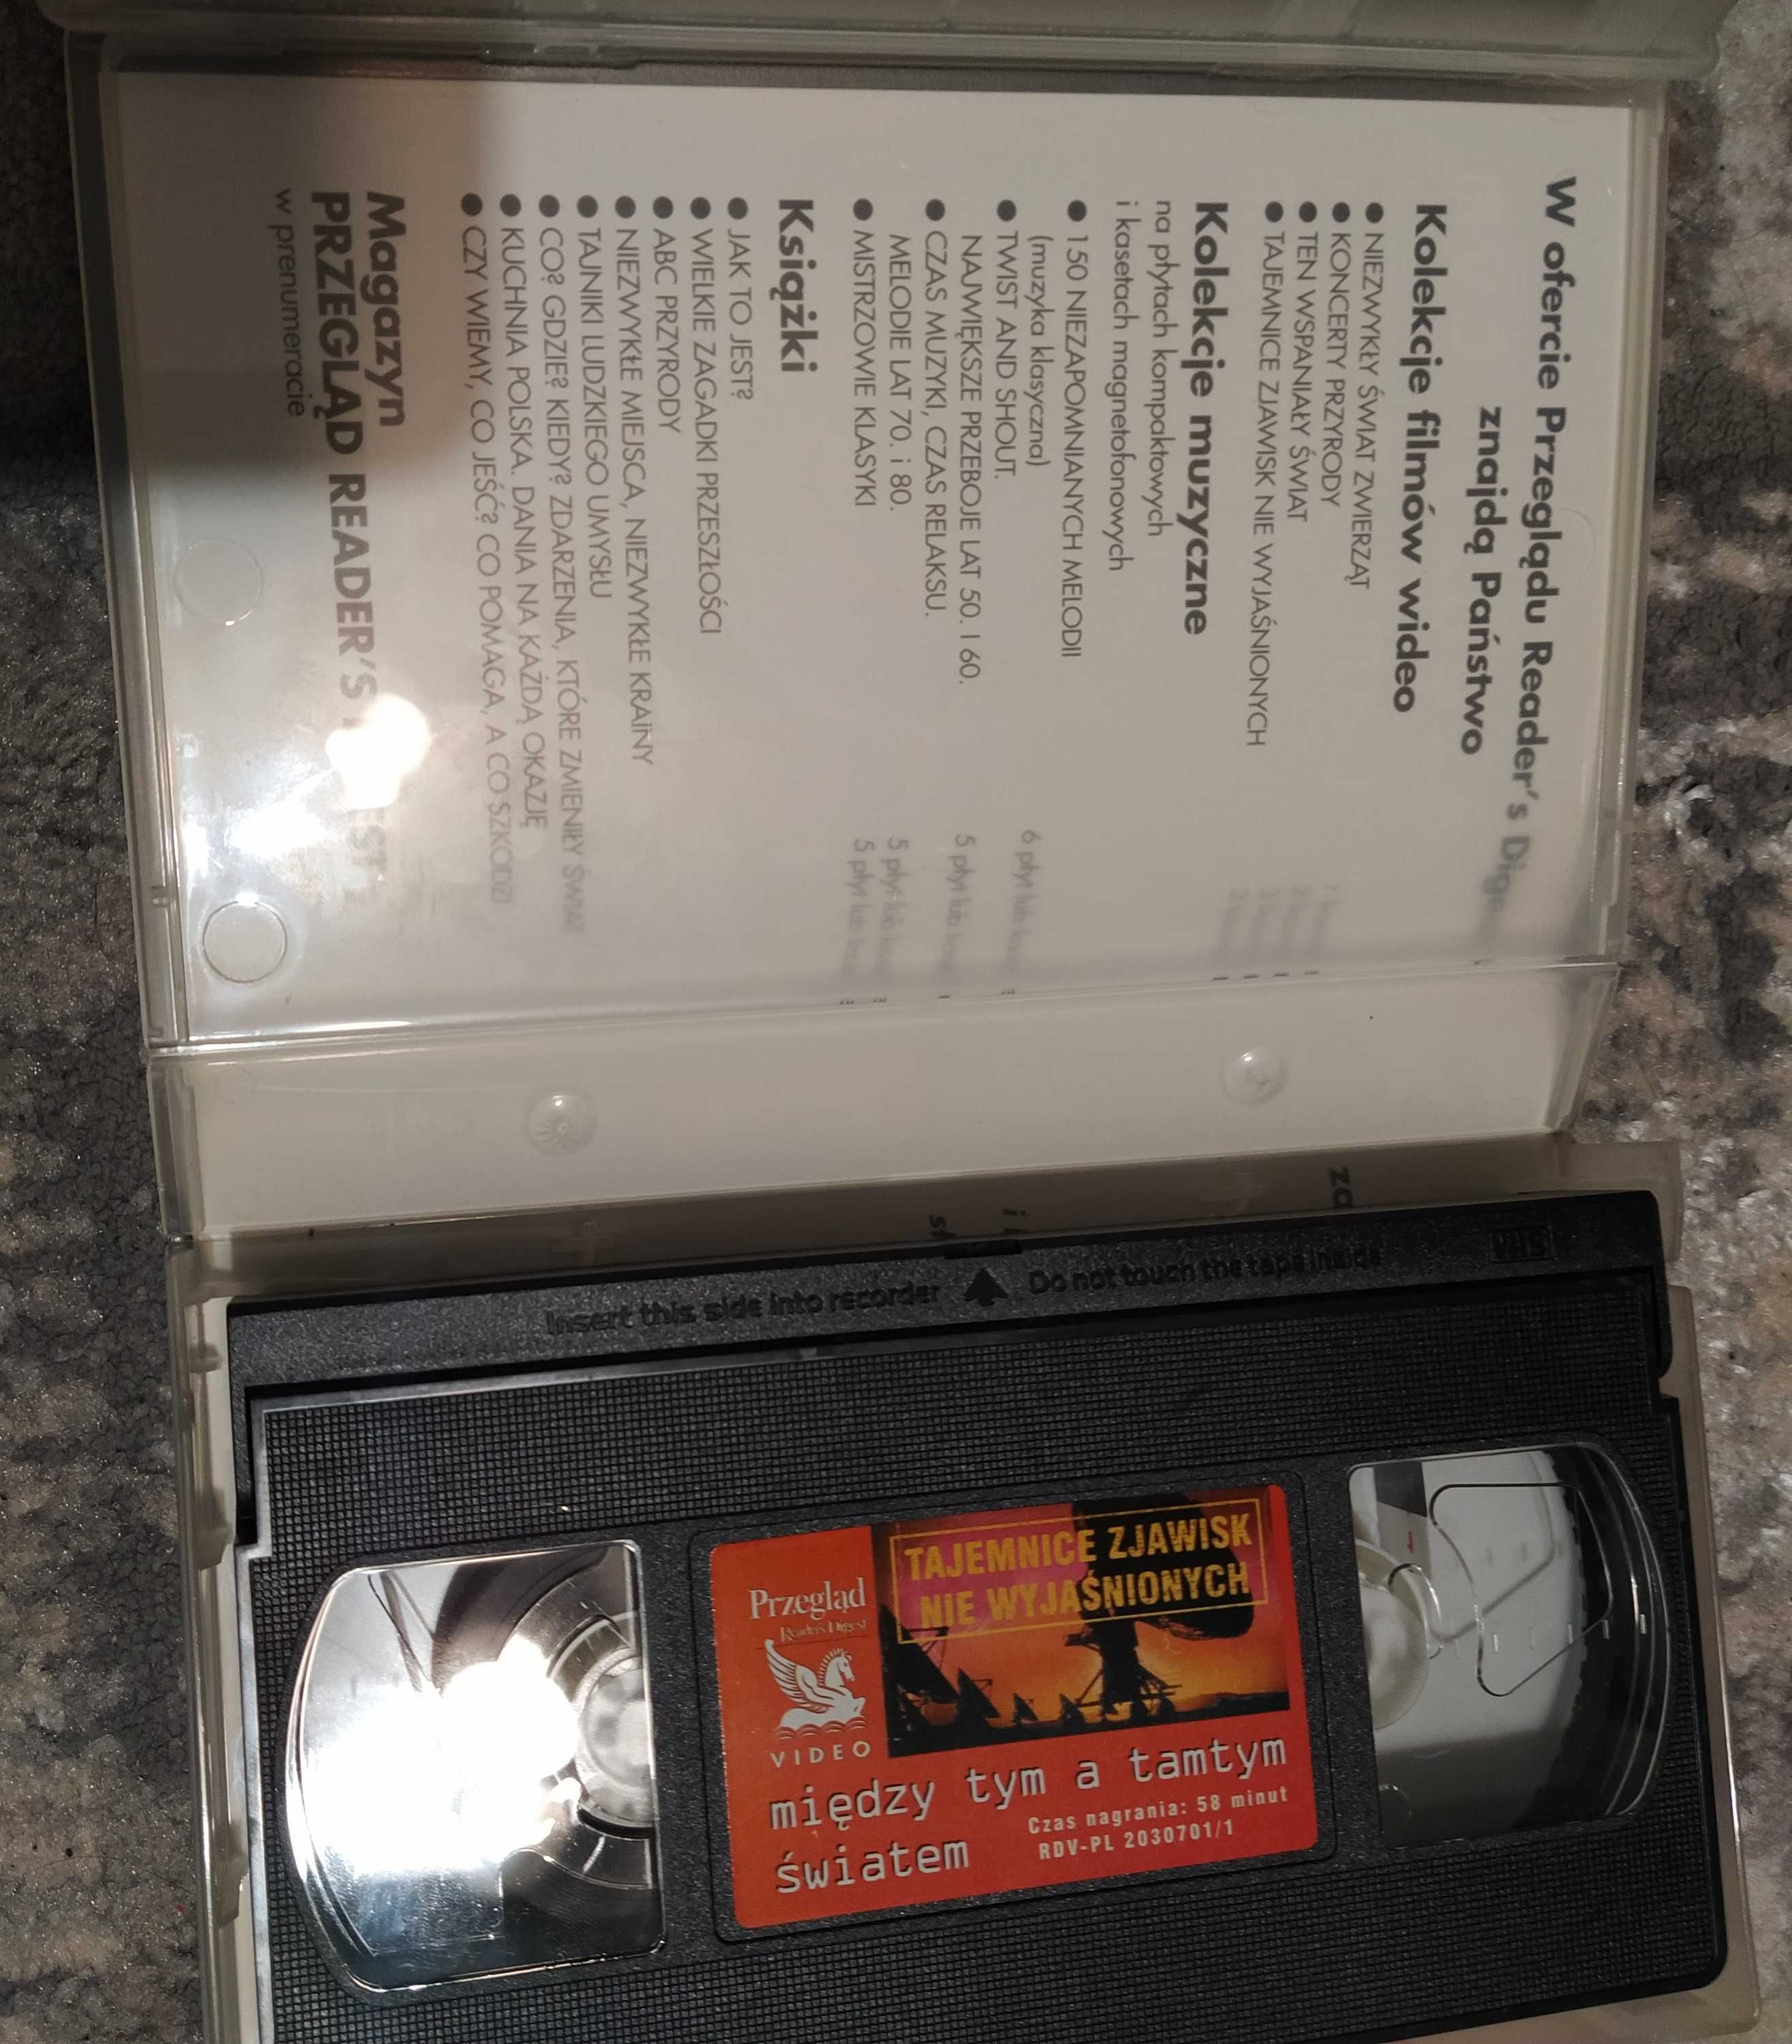 W ofercie Przeglądu Reader's
znajdą Państwo
Kolekcje filmów wideo
● NIEZWYKŁY ŚWIAT ZWIERZĄT
● KONCERTY PRZYRODY
● TEN WSPANIAŁY ŚWIAT
● TAJEMNICE ZJAWISK NIE WYJAŚNIONYCH
Kolekcje muzyczne
na płytach kompaktowych
i kasetach magnetofonowych
● 150 NIEZAPOMNIANYCH MELODII
(muzyka klasyczna) 6 płyt lub
● TWIST AND SHOUT.
NAJWIĘKSZE PRZEBOJE LAT 50. I 60. 5 płyt lub
● CZAS MUZYKI, CZAS RELAKSU.
MELODIE LAT 70. i 80. 5 płyt lub
● MISTRZOWIE KLASYKI 5 płyt lub
Książki
● JAK TO JEST?
● WIELKIE ZAGADKI PRZESZŁOŚCI
● ABC PRZYRODY
● NIEZWYKŁE MIEJSCA, NIEZWYKŁE KRAINY
● TAJNIKI LUDZKIEGO UMYSŁU
● CO? GDZIE? KIEDY? ZDARZENIA, KTÓRE ZMIENIŁY ŚWIAT
● KUCHNIA POLSKA. DANIA NA KAŻDĄ OKAZJĘ
● CZY WIEMY, CO JEŚĆ? CO POMAGA, A CO SZKODZI
Magazyn
PRZEGLĄD READER'S
w prenumeracie
Insert this side into recorder Do not touch the tape inside
VHS
TAJEMNICE ZJAWISK
NIE WYJAŚNIONYCH
Przegląd
Reader's Digest
VIDEO
między tym a tamtym
światem
Czas nagrania: 58 minut
RDV-PL 2030701/1